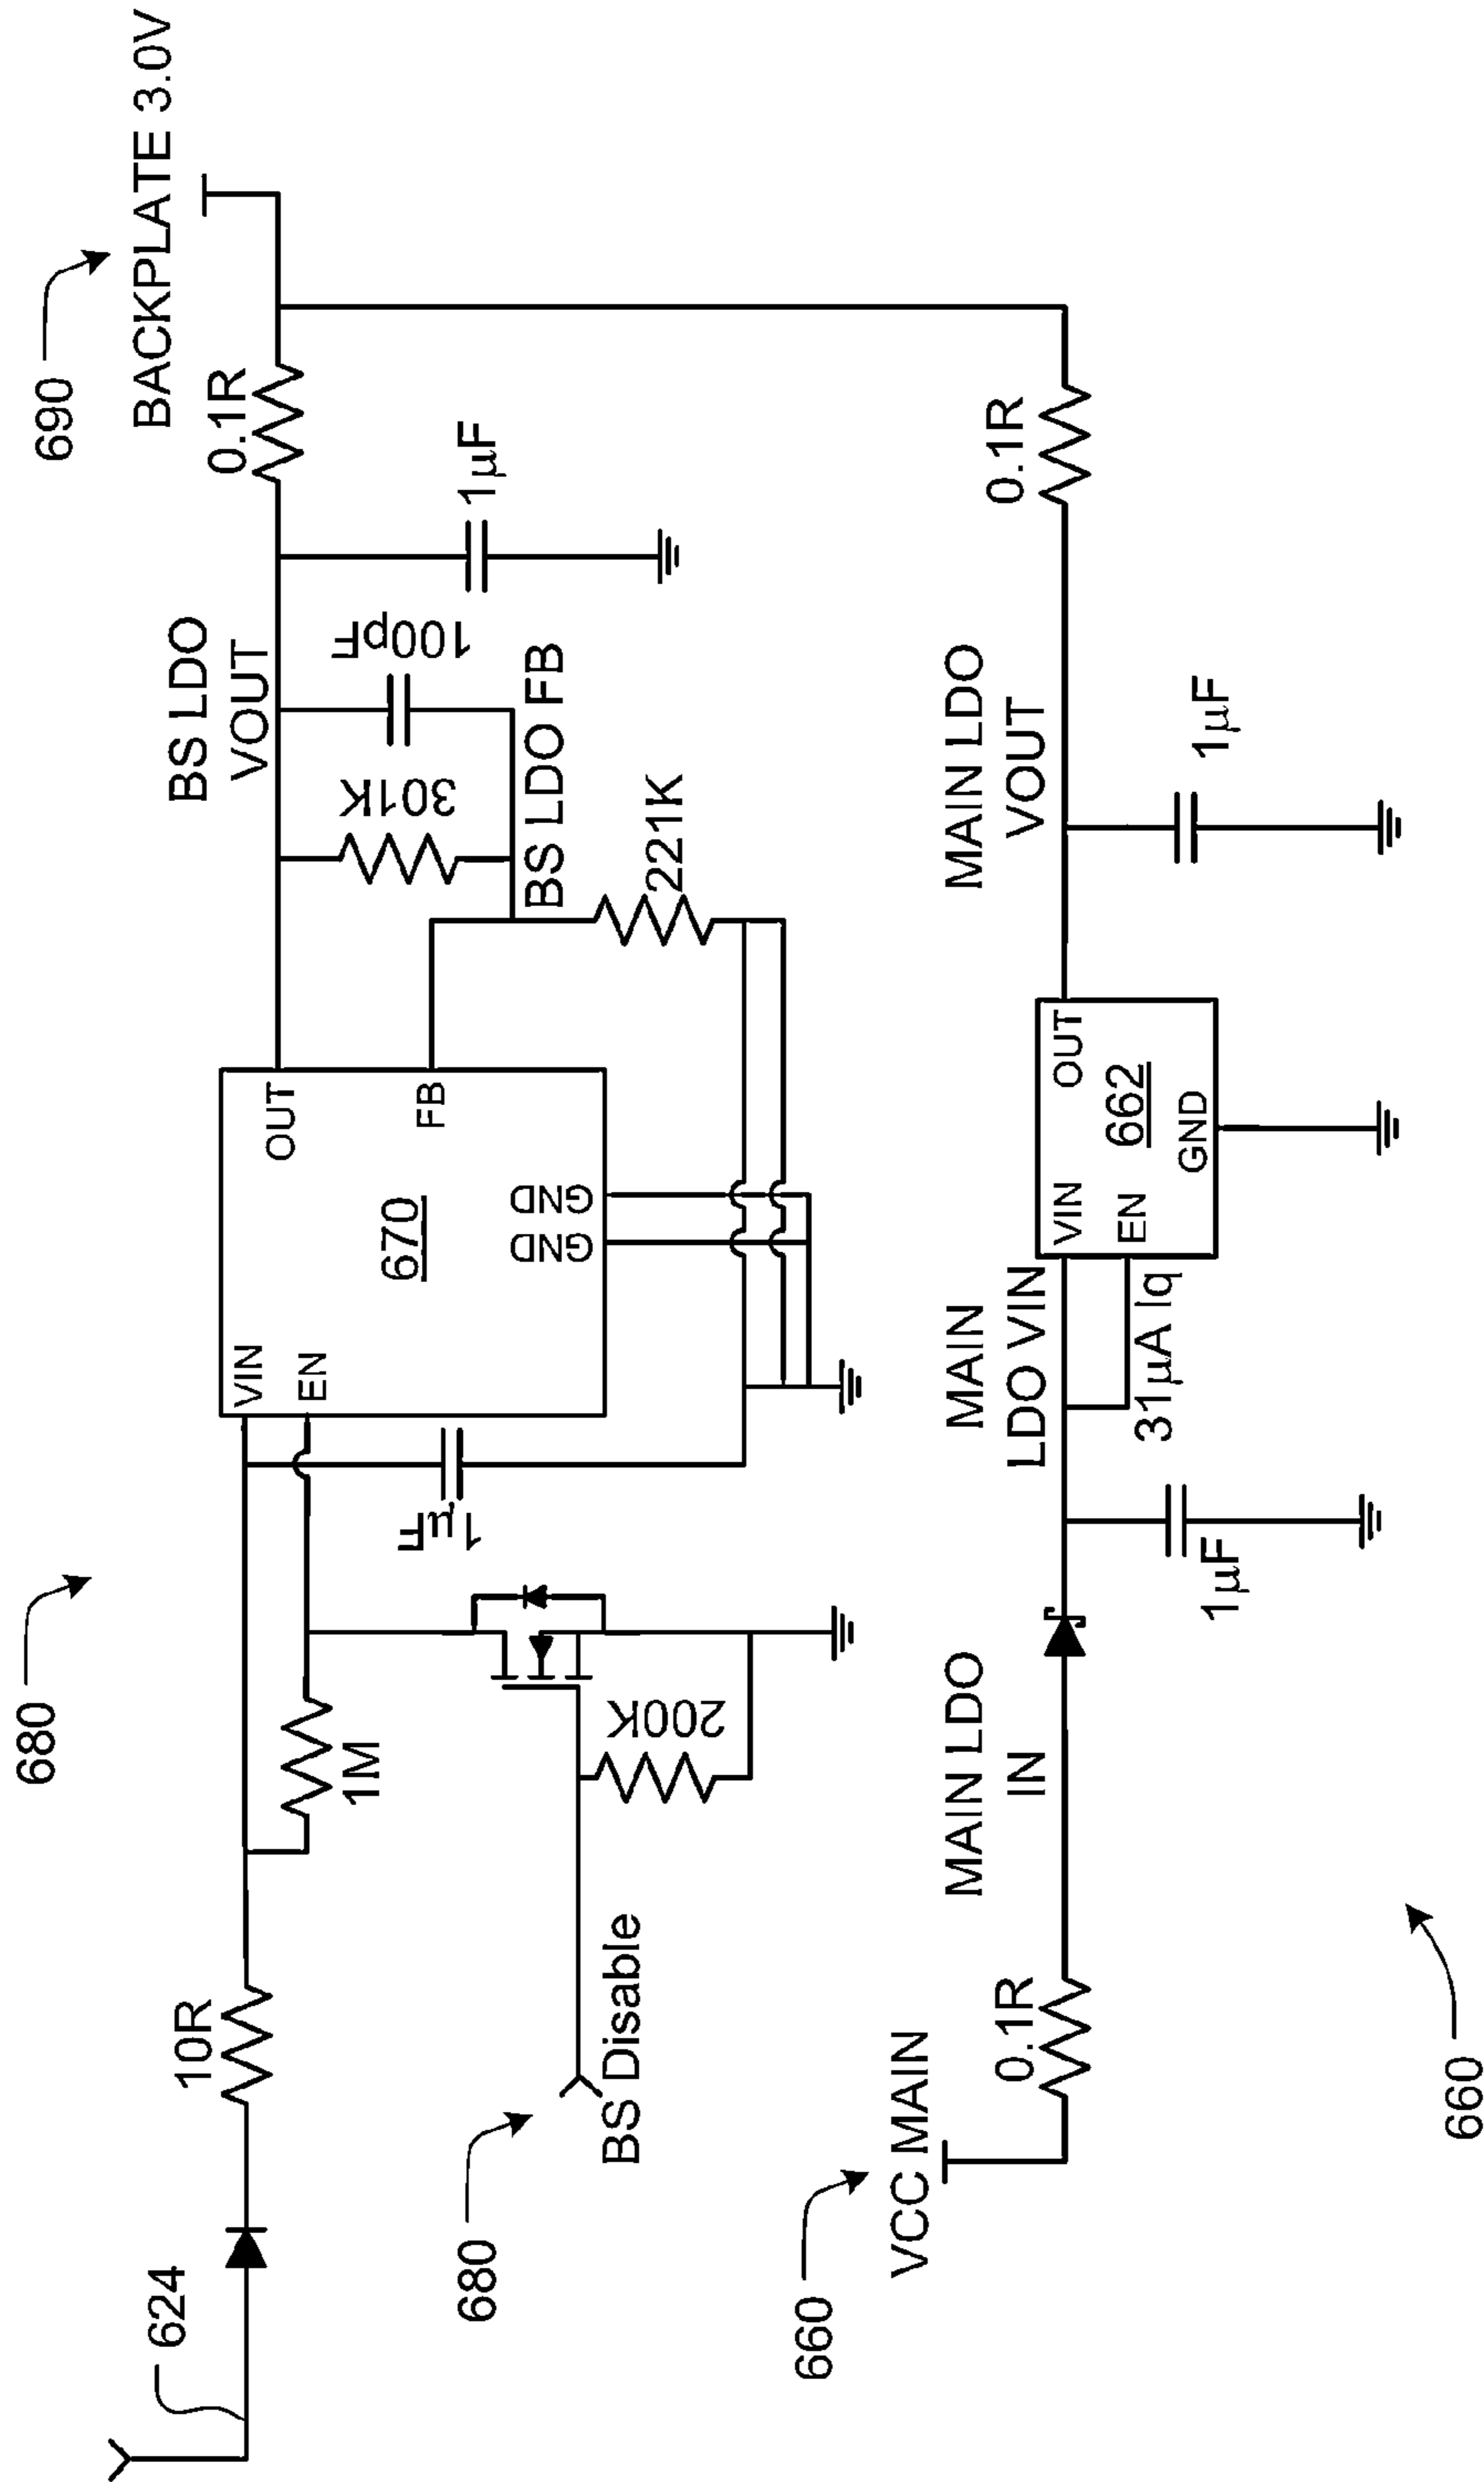 690
BACKPLATE 3.0V
0.1R
1µF
BS LDO
VOUT
100pF
301K
BS LDO FB
221K
OUT
FB
670
GND
GND
VIN
EN
1µF
680
1M
200K
10R
624
680
BS Disable
660
VCC MAIN
0.1R
MAIN LDO
IN
1µF
MAIN
LDO VIN
31µA Iq
VIN
EN
662
OUT
GND
MAIN LDO
VOUT
1µF
0.1R
660